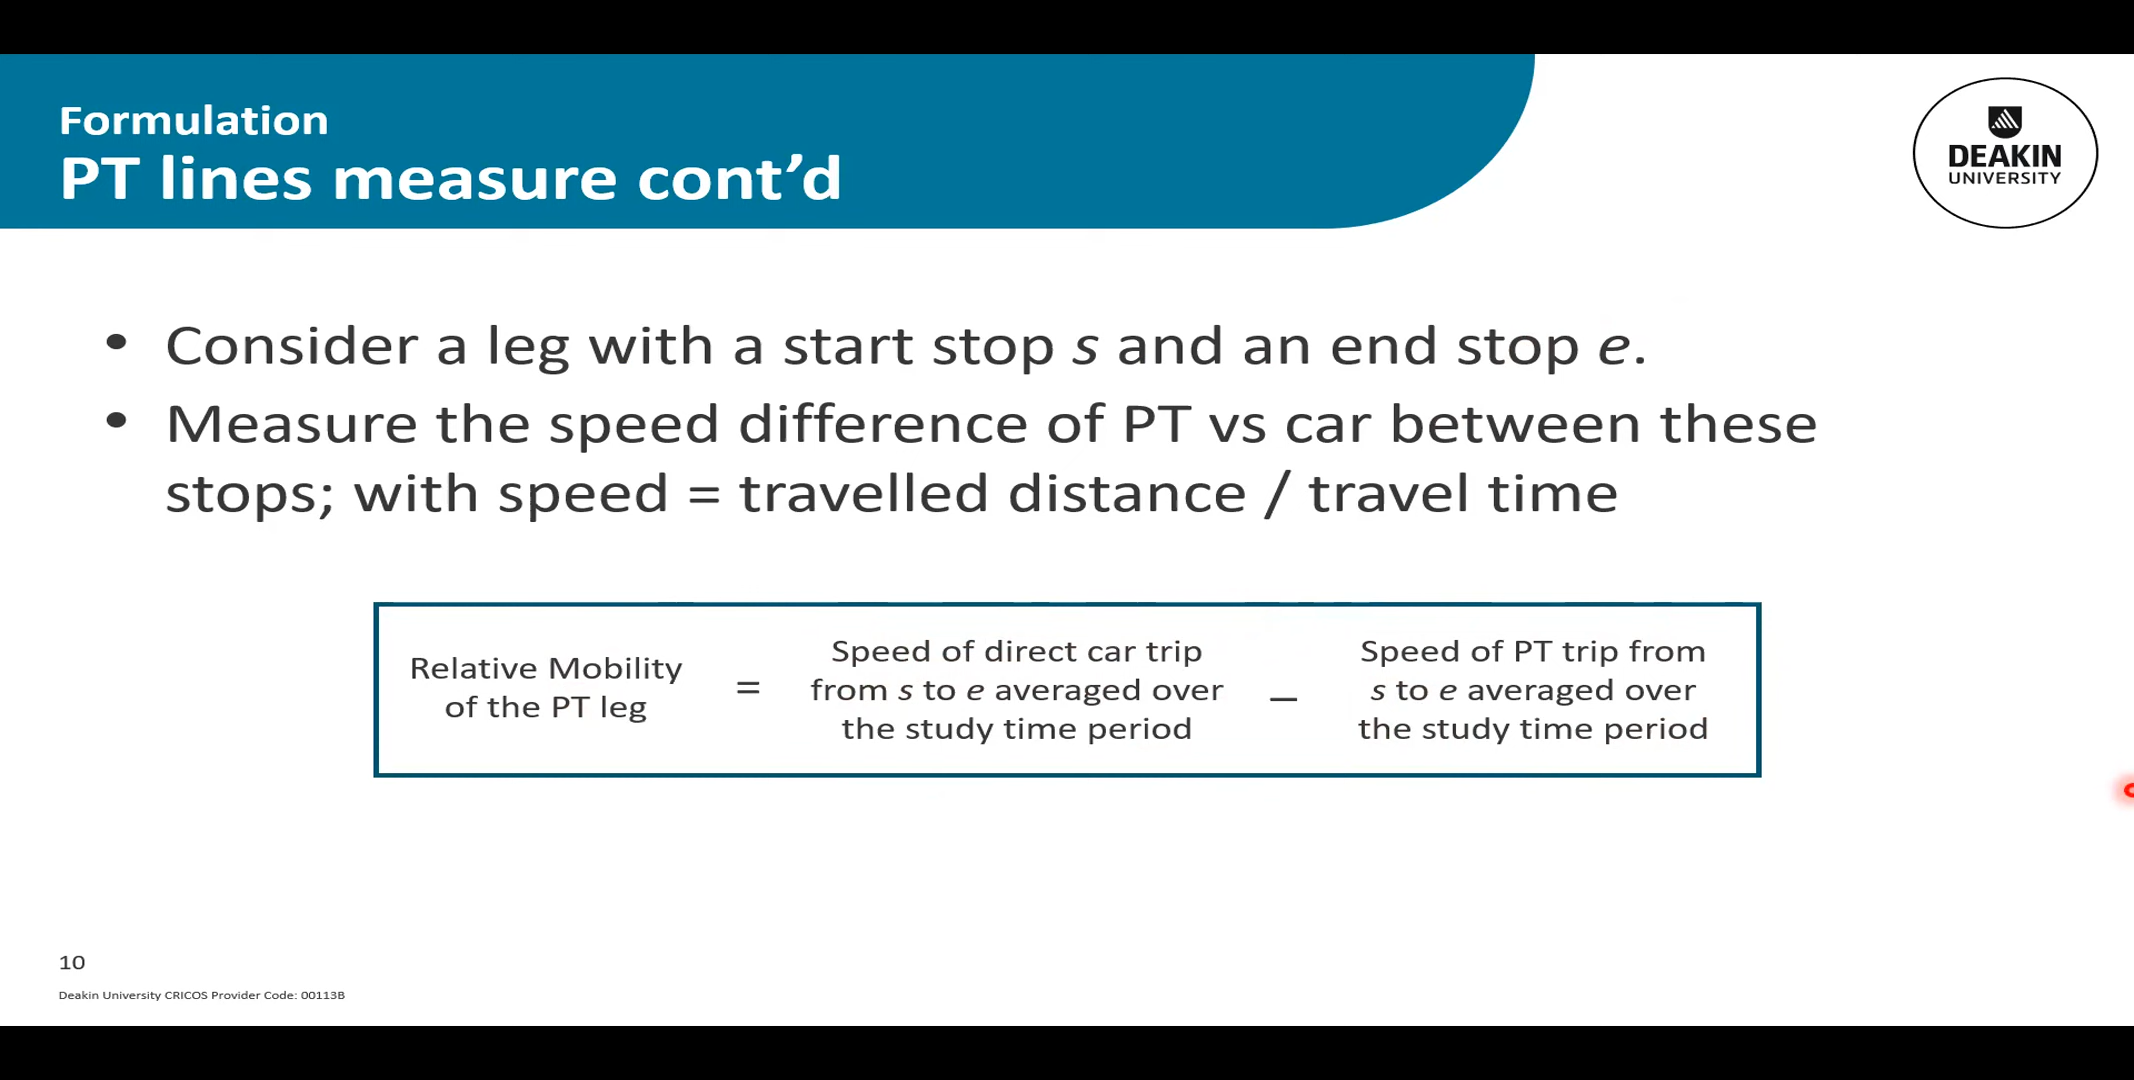 Formulation
PT lines measure cont’d
DEAKIN
UNIVERSITY
• Consider a leg with a start stop s and an end stop e.
• Measure the speed difference of PT vs car between these
stops; with speed = travelled distance / travel time
Relative Mobility
of the PT leg
=
Speed of direct car trip
from s to e averaged over
the study time period
–
Speed of PT trip from
s to e averaged over
the study time period
10
Deakin University CRICOS Provider Code: 00113B